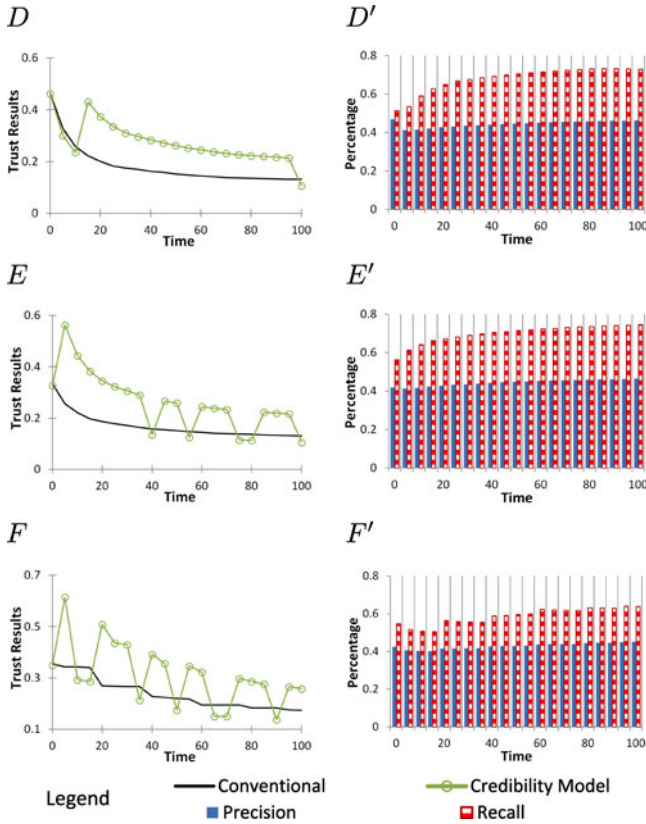 D
D′
Trust Results
0.6
0.4
0.2
0
0 20 40 60 80 100
Time
Percentage
0.8
0.6
0.4
0.2
0
0 20 40 60 80 100
Time
E
E′
Trust Results
0.6
0.4
0.2
0
0 20 40 60 80 100
Time
Percentage
0.8
0.6
0.4
0.2
0
0 20 40 60 80 100
Time
F
F′
Trust Results
0.7
0.5
0.3
0.1
0 20 40 60 80 100
Time
Percentage
0.8
0.6
0.4
0.2
0
0 20 40 60 80 100
Time
Legend
Conventional
Credibility Model
Precision
Recall